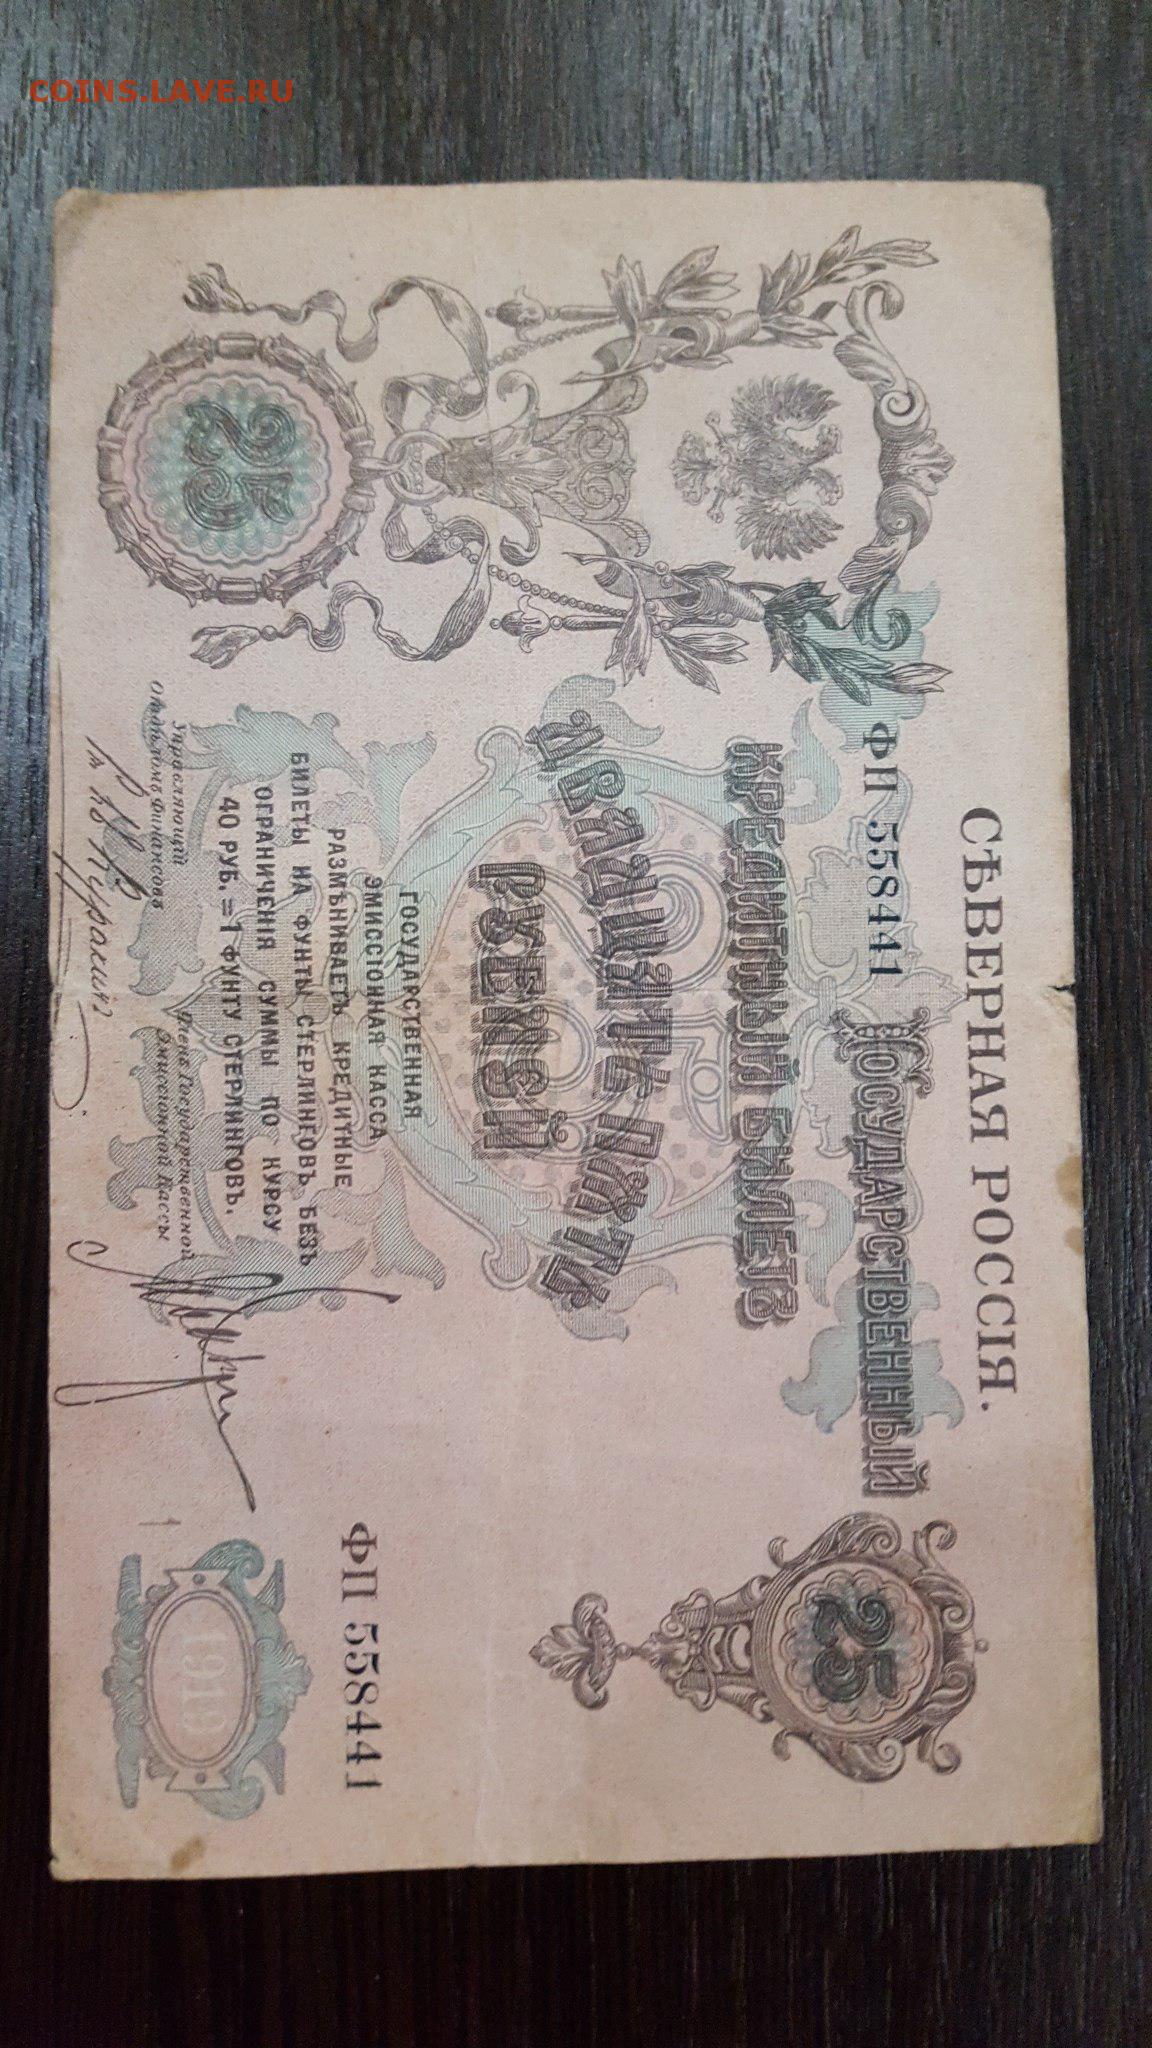 COINS.LAVE.RU
СѢВЕРНАЯ РОССІЯ.
ФП 558441
ГОСУДАРСТВЕННЫЙ
КРЕДИТНЫЙ БИЛЕТЪ
ДВАДЦАТЬ ПЯТЬ
РУБЛЕЙ
25
25
ГОСУДАРСТВЕННАЯ
ЭМИССІОННАЯ КАССА
РАЗМѢНИВАЕТЪ КРЕДИТНЫЕ
БИЛЕТЫ НА ФУНТЫ СТЕРЛИНГОВЪ БЕЗЪ
ОГРАНИЧЕНІЯ СУММЫ ПО КУРСУ
40 РУБ. = 1 ФУНТУ СТЕРЛИНГОВЪ.
Управляющій
Отдѣломъ Финансовъ
Членъ Государственной
Эмиссіонной Кассы
ФП 558441
1919